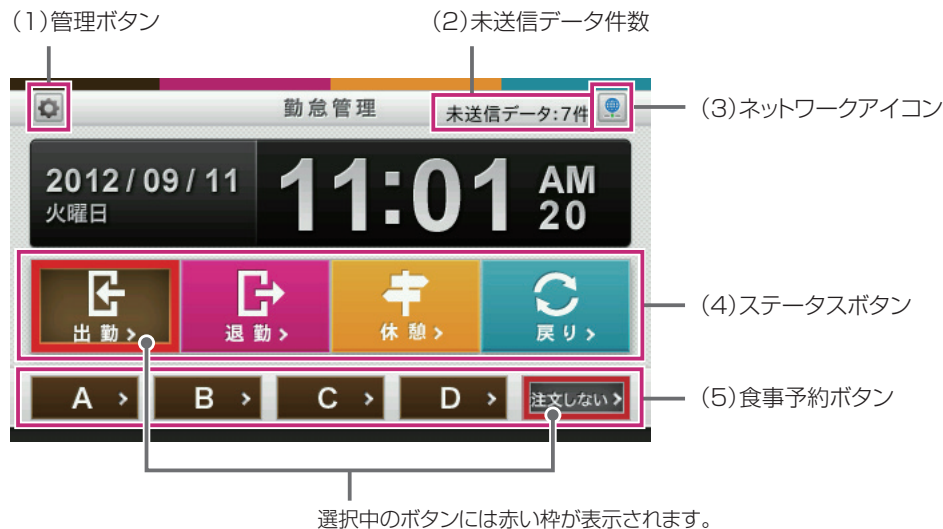 (1)管理ボタン
(2)未送信データ件数
勤怠管理
未送信データ:7件
(3)ネットワークアイコン
2012/09/11
火曜日
11:01
AM
20
出勤>
退勤>
休憩>
戻り>
(4)ステータスボタン
A >
B >
C >
D >
注文しない>
(5)食事予約ボタン
選択中のボタンには赤い枠が表示されます。